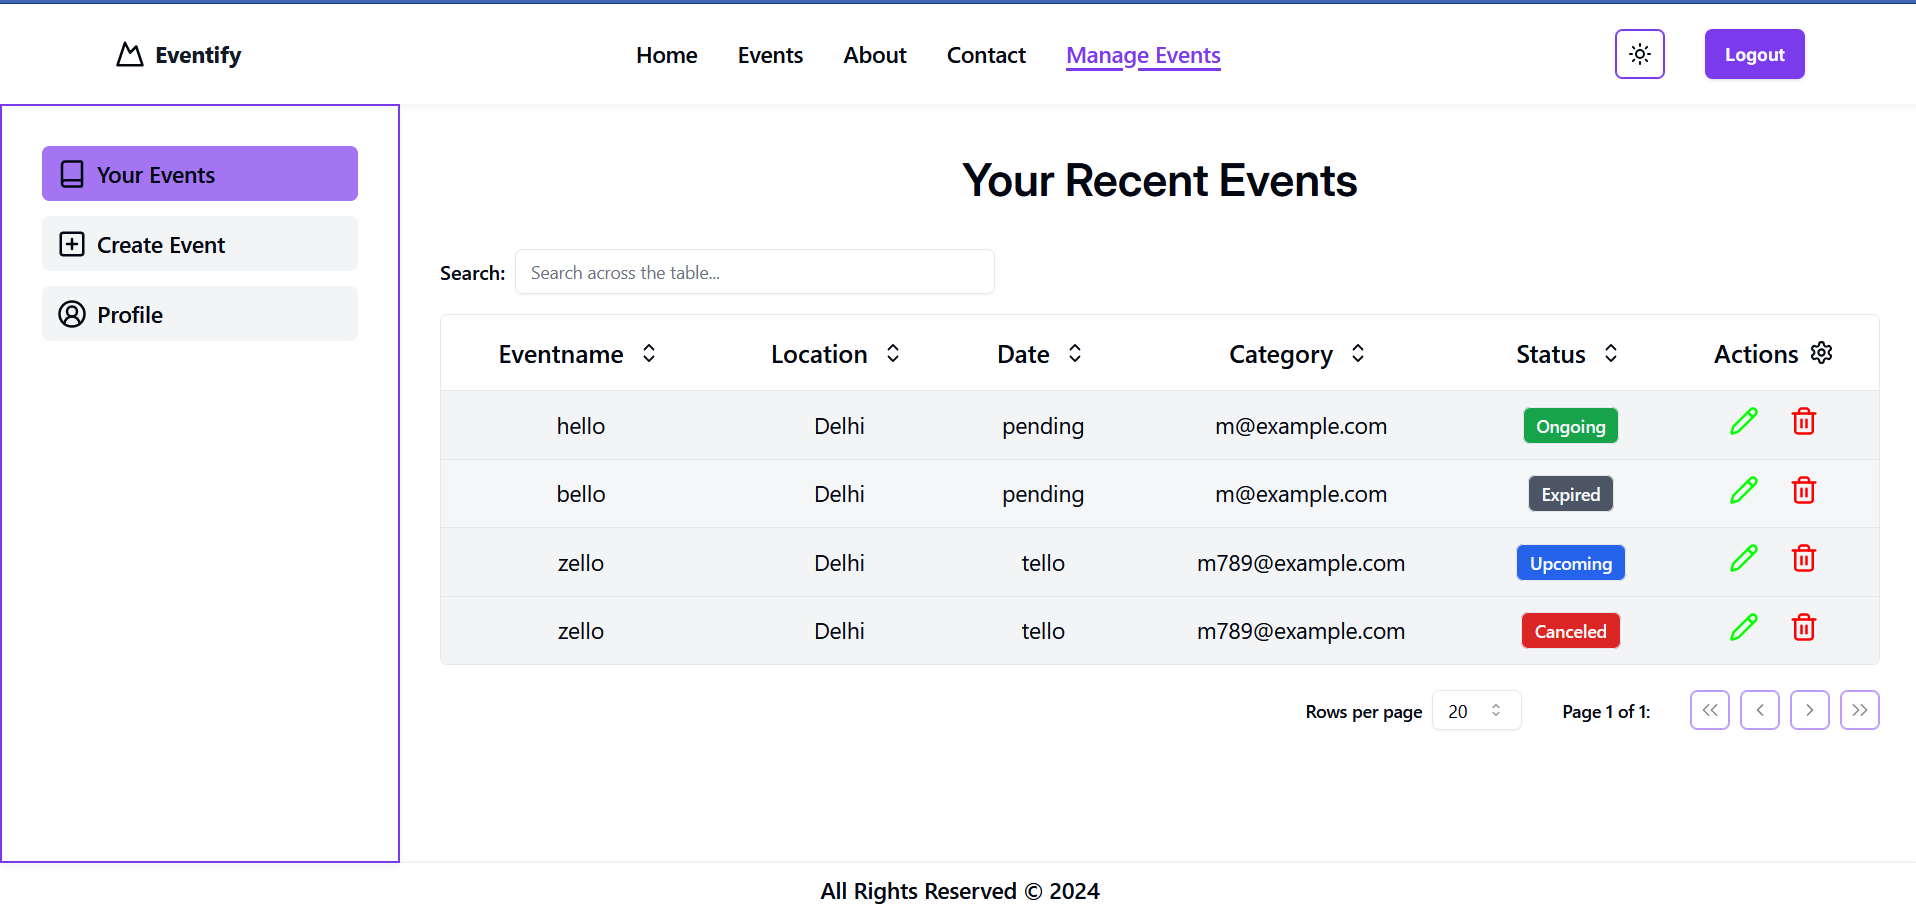 Eventify Home Events About Contact Manage Events Logout
Your Events
Create Event
Profile
Your Recent Events
Search: Search across the table...
Eventname Location Date Category Status Actions
hello Delhi pending m@example.com Ongoing
bello Delhi pending m@example.com Expired
zello Delhi tello m789@example.com Upcoming
zello Delhi tello m789@example.com Canceled
Rows per page 20 Page 1 of 1:
All Rights Reserved © 2024